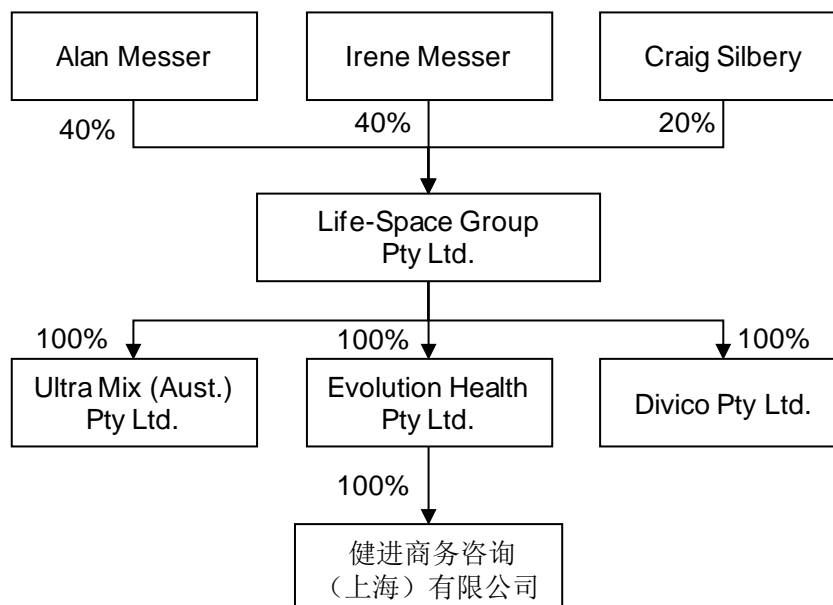 Alan Messer
Irene Messer
Craig Silbery
40%
40%
20%
Life-Space Group
Pty Ltd.
100%
100%
100%
Ultra Mix (Aust.)
Pty Ltd.
Evolution Health
Pty Ltd.
Divico Pty Ltd.
100%
健进商务咨询
（上海）有限公司